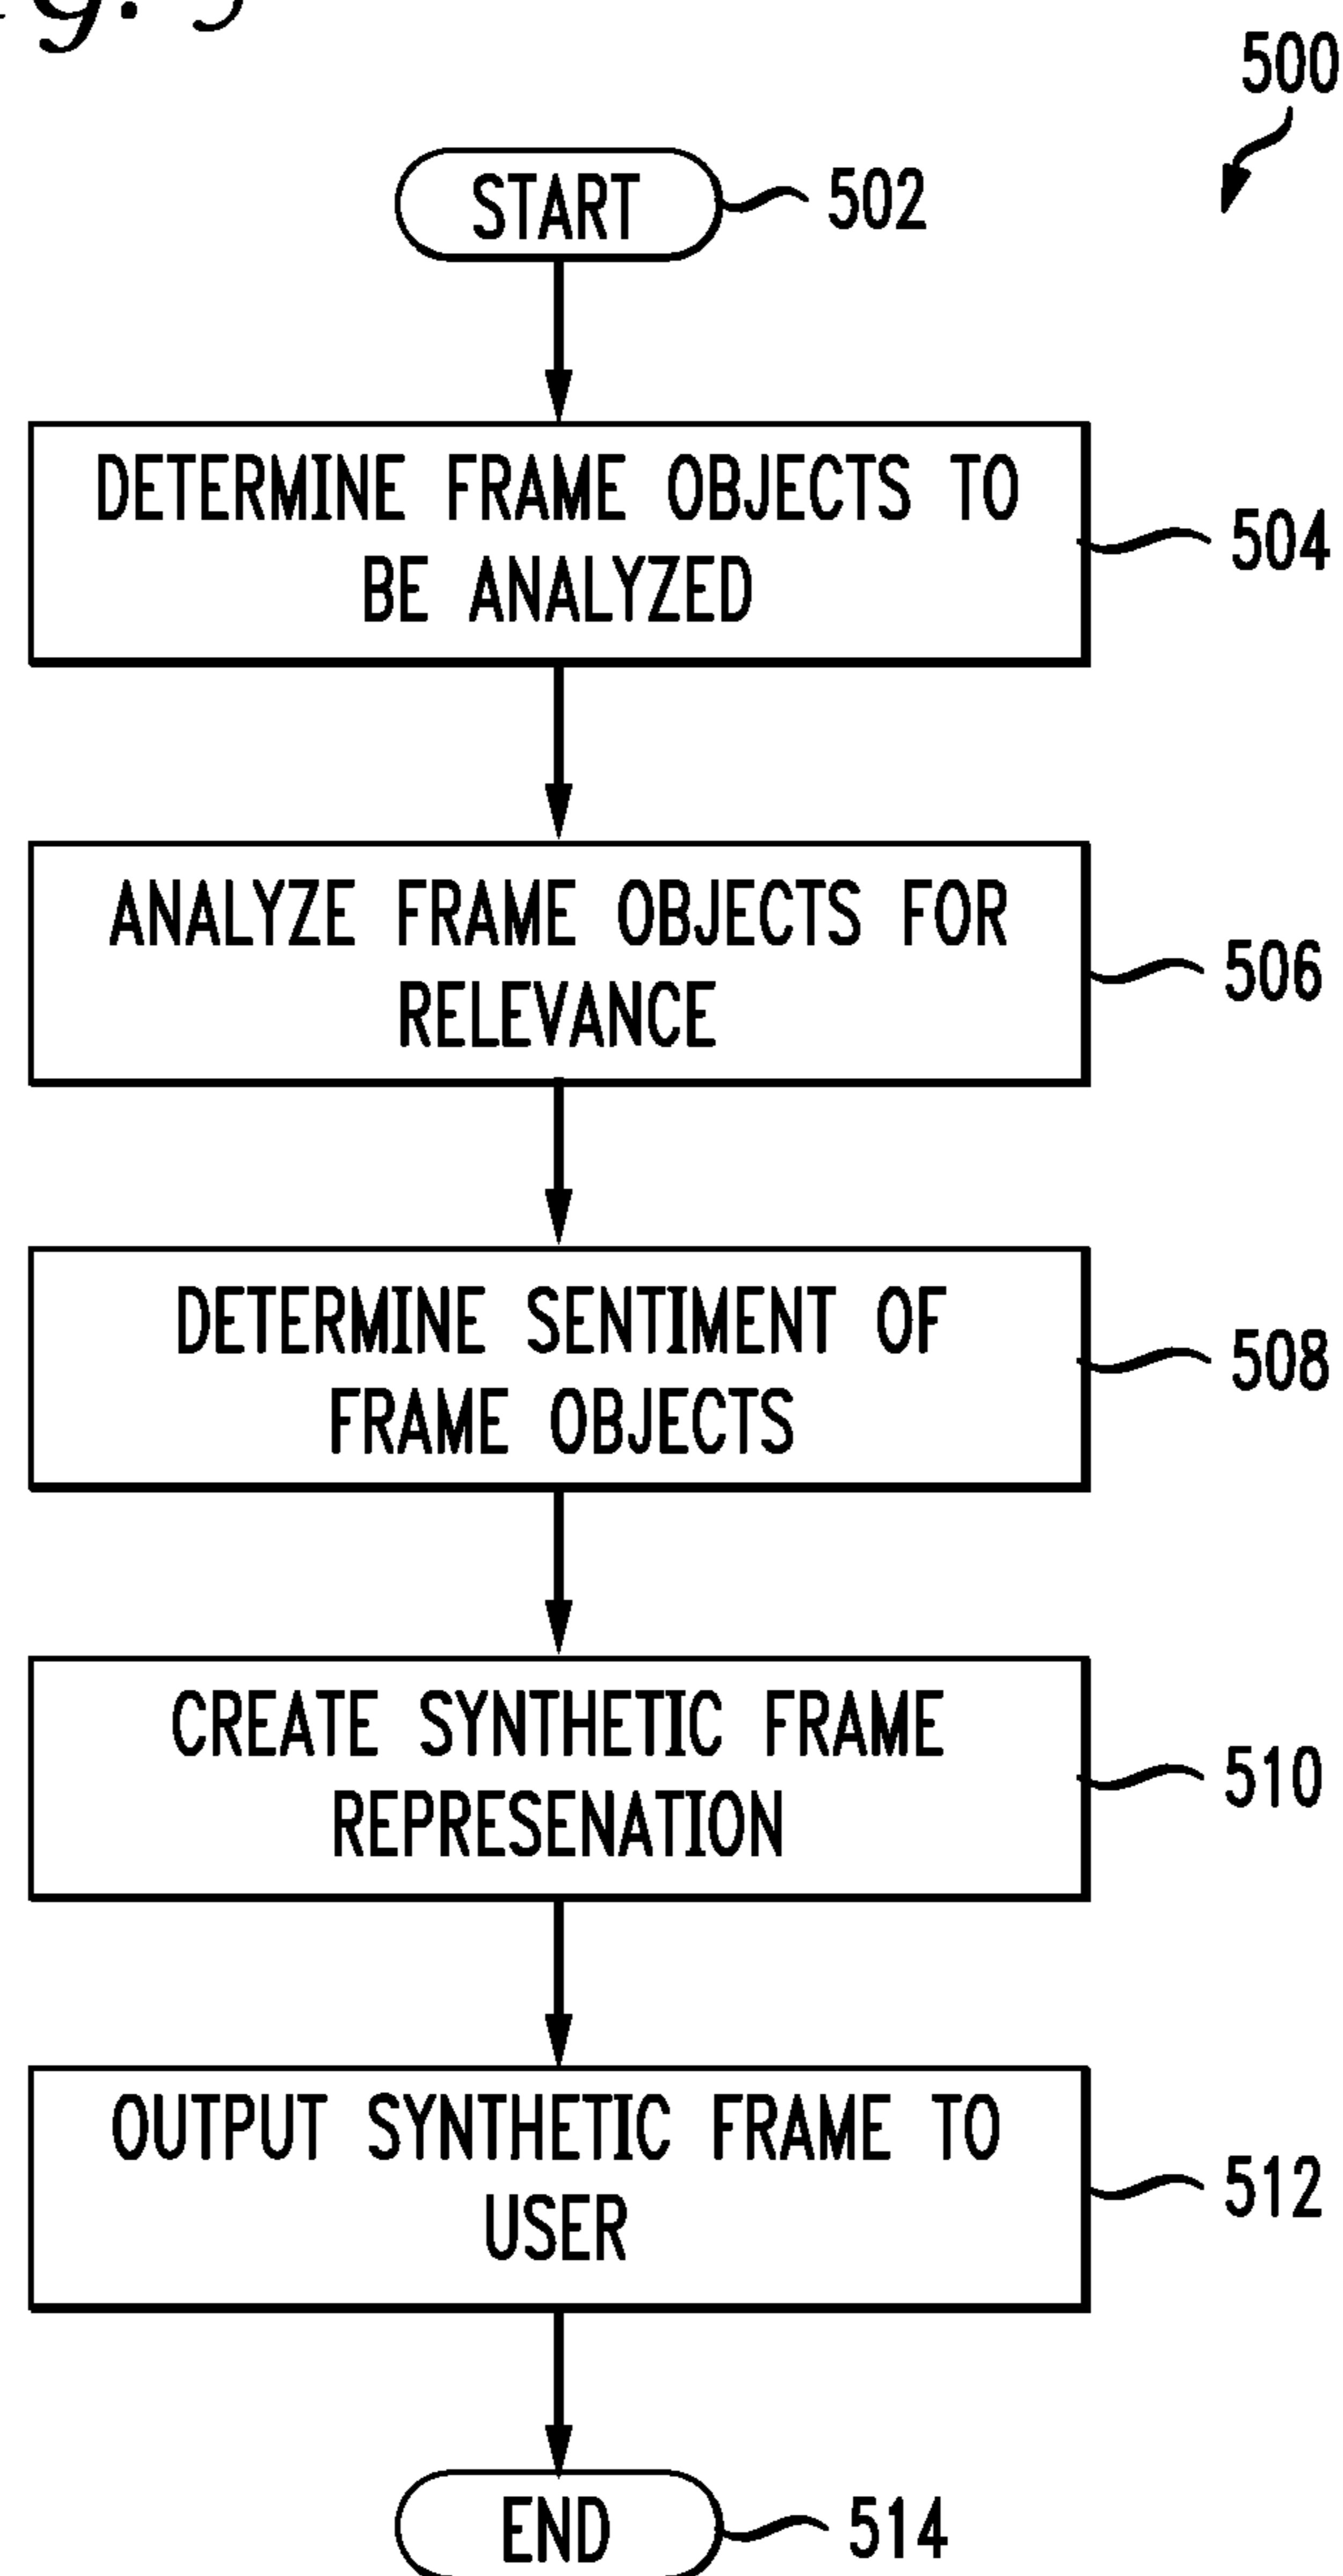 500
START
502
DETERMINE FRAME OBJECTS TO
BE ANALYZED
504
ANALYZE FRAME OBJECTS FOR
RELEVANCE
506
DETERMINE SENTIMENT OF
FRAME OBJECTS
508
CREATE SYNTHETIC FRAME
REPRESENATION
510
OUTPUT SYNTHETIC FRAME TO
USER
512
END
514